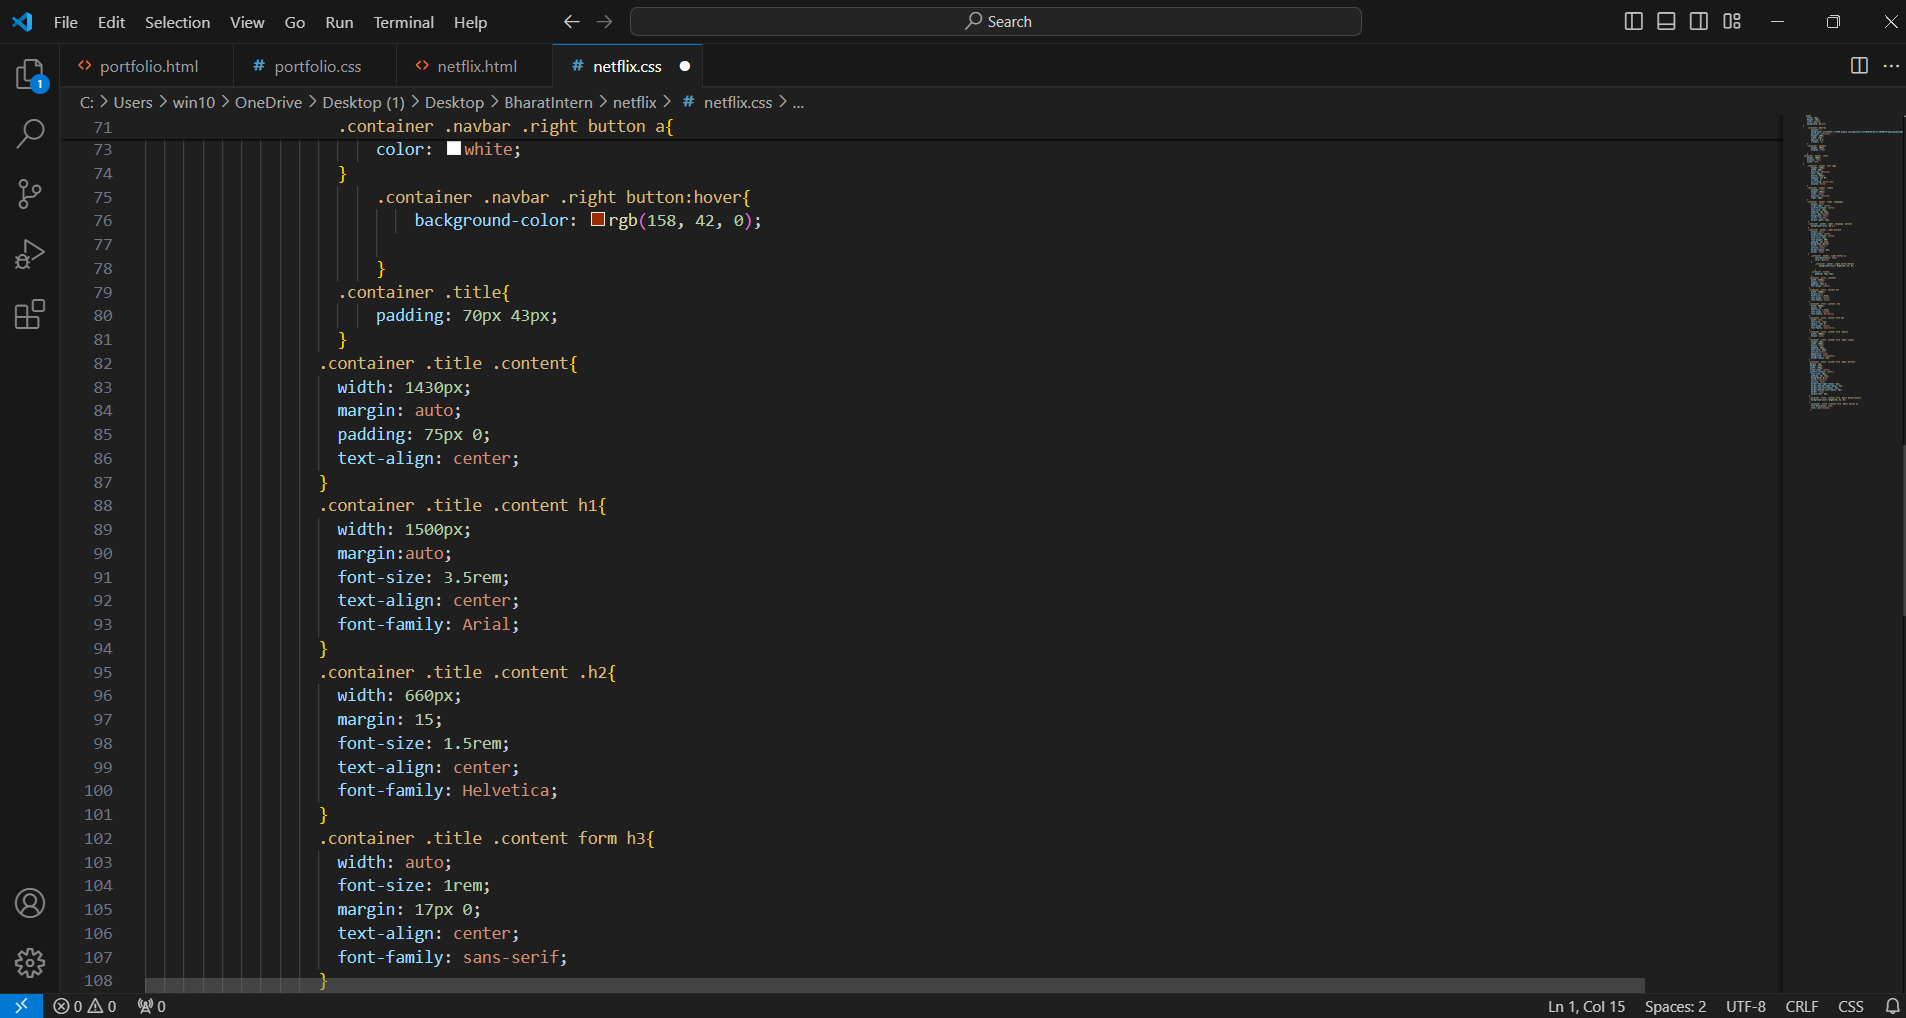 File Edit Selection View Go Run Terminal Help
Search
portfolio.html
portfolio.css
netflix.html
netflix.css
1
C: > Users > win10 > OneDrive > Desktop (1) > Desktop > BharatIntern > netflix > # netflix.css > ...
71 .container .navbar .right button a{
73 color: white;
74 }
75 .container .navbar .right button:hover{
76 background-color: rgb(158, 42, 0);
77
78 }
79 .container .title{
80 padding: 70px 43px;
81 }
82 .container .title .content{
83 width: 1430px;
84 margin: auto;
85 padding: 75px 0;
86 text-align: center;
87 }
88 .container .title .content h1{
89 width: 1500px;
90 margin:auto;
91 font-size: 3.5rem;
92 text-align: center;
93 font-family: Arial;
94 }
95 .container .title .content .h2{
96 width: 660px;
97 margin: 15;
98 font-size: 1.5rem;
99 text-align: center;
100 font-family: Helvetica;
101 }
102 .container .title .content form h3{
103 width: auto;
104 font-size: 1rem;
105 margin: 17px 0;
106 text-align: center;
107 font-family: sans-serif;
108 }
0 0 0
Ln 1, Col 15 Spaces: 2 UTF-8 CRLF CSS